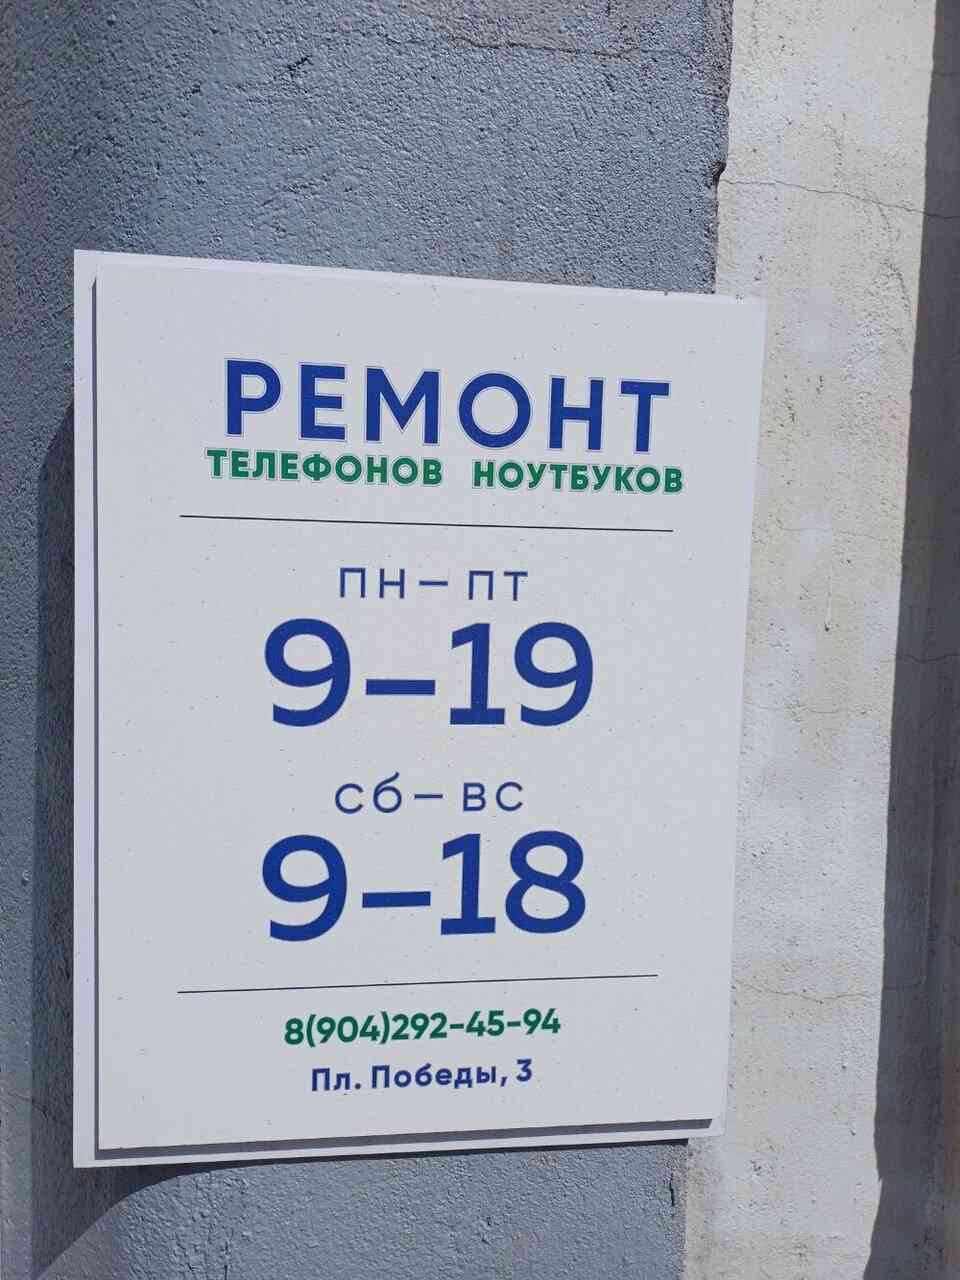 РЕМОНТ
ТЕЛЕФОНОВ НОУТБУКОВ
ПН – ПТ
9–19
Сб – ВС
9–18
8(904)292-45-94
Пл. Победы, 3